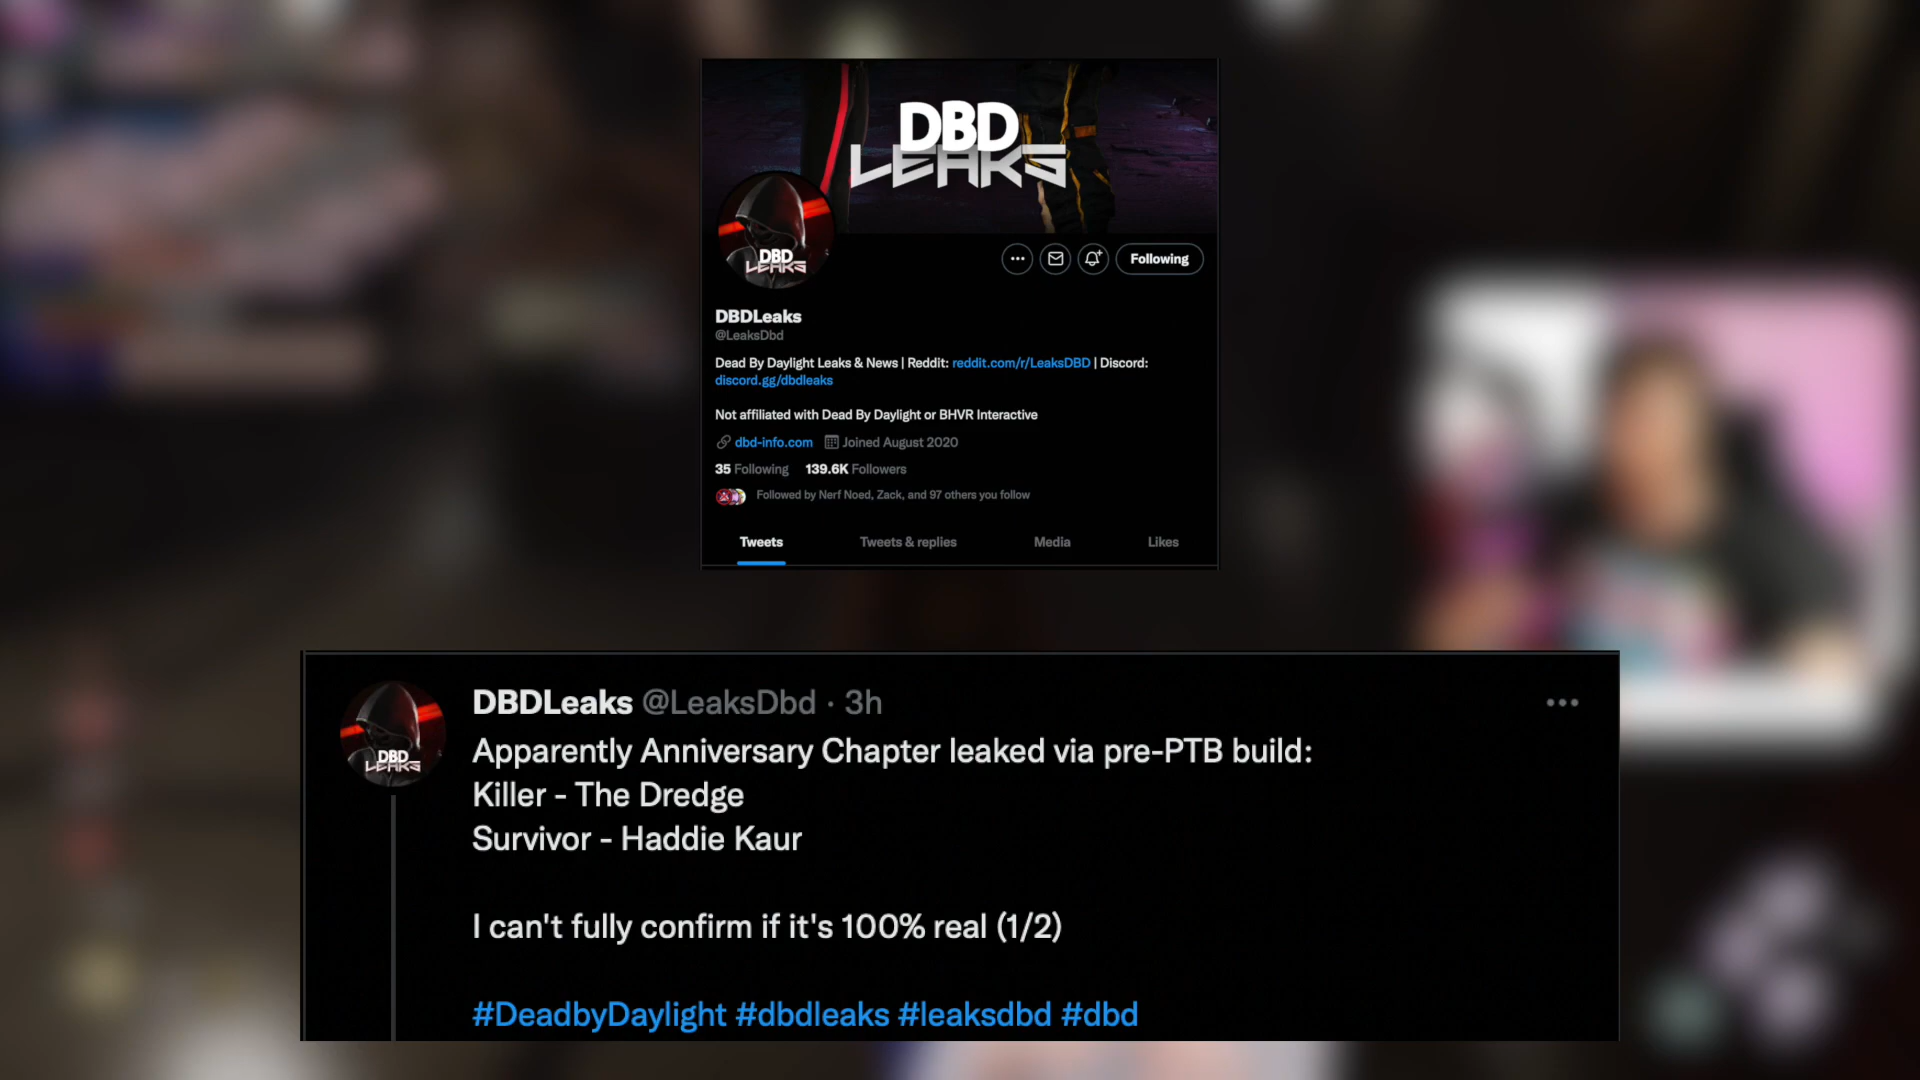 DBD
LEAKS
DBD
LEAKS
Following
DBDLeaks
@LeaksDbd
Dead By Daylight Leaks & News | Reddit: reddit.com/r/LeaksDBD | Discord:
discord.gg/dbdleaks
Not affiliated with Dead By Daylight or BHVR Interactive
dbd-info.com Joined August 2020
35 Following 139.6K Followers
Followed by Nerf Noed, Zack, and 97 others you follow
Tweets Tweets & replies Media Likes
DBDLeaks @LeaksDbd · 3h
DBD
LEAKS
Apparently Anniversary Chapter leaked via pre-PTB build:
Killer - The Dredge
Survivor - Haddie Kaur
I can't fully confirm if it's 100% real (1/2)
#DeadbyDaylight #dbdleaks #leaksdbd #dbd